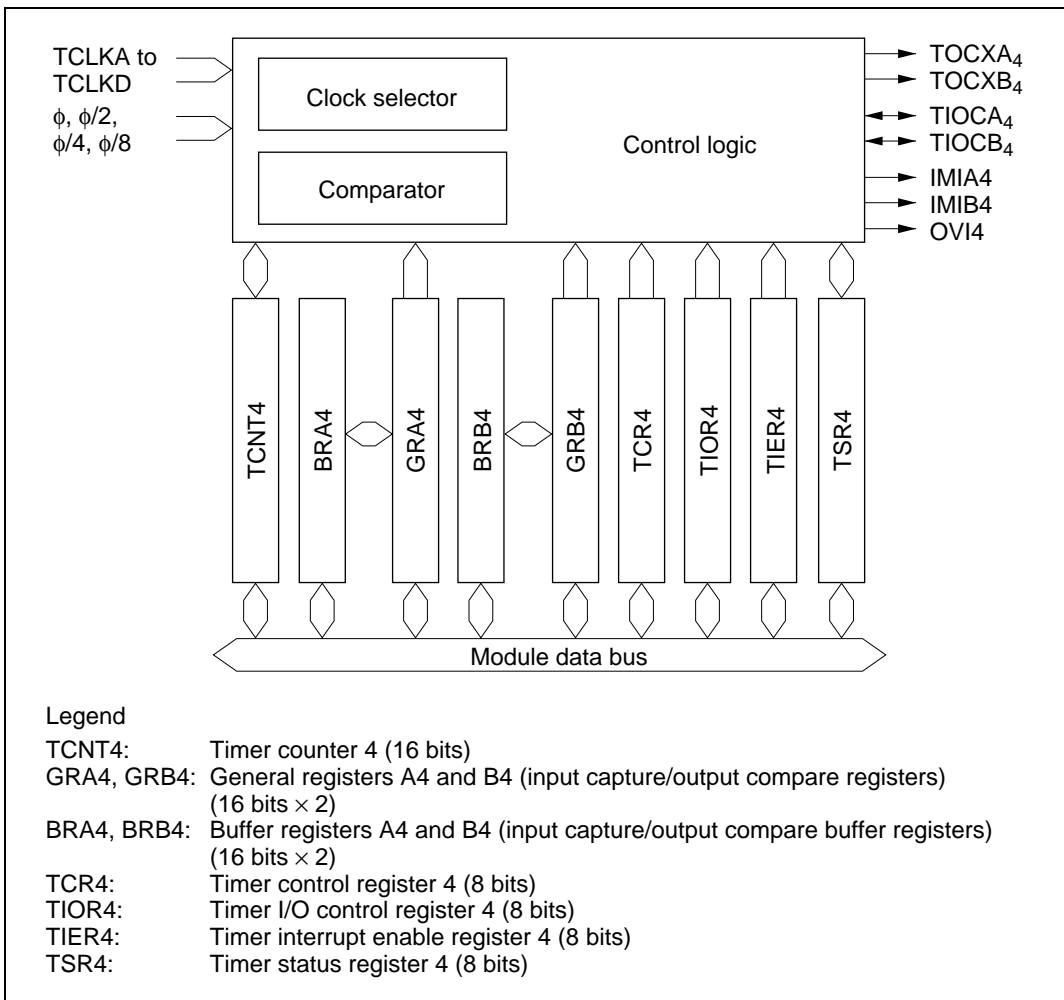 TCLKA to
TCLKD
ϕ, ϕ/2,
ϕ/4, ϕ/8
Clock selector
Comparator
Control logic
TOCXA₄
TOCXB₄
TIOCA₄
TIOCB₄
IMIA4
IMIB4
OVI4
TCNT4
BRA4
GRA4
BRB4
GRB4
TCR4
TIOR4
TIER4
TSR4
Module data bus
Legend
TCNT4: Timer counter 4 (16 bits)
GRA4, GRB4: General registers A4 and B4 (input capture/output compare registers)
(16 bits × 2)
BRA4, BRB4: Buffer registers A4 and B4 (input capture/output compare buffer registers)
(16 bits × 2)
TCR4: Timer control register 4 (8 bits)
TIOR4: Timer I/O control register 4 (8 bits)
TIER4: Timer interrupt enable register 4 (8 bits)
TSR4: Timer status register 4 (8 bits)